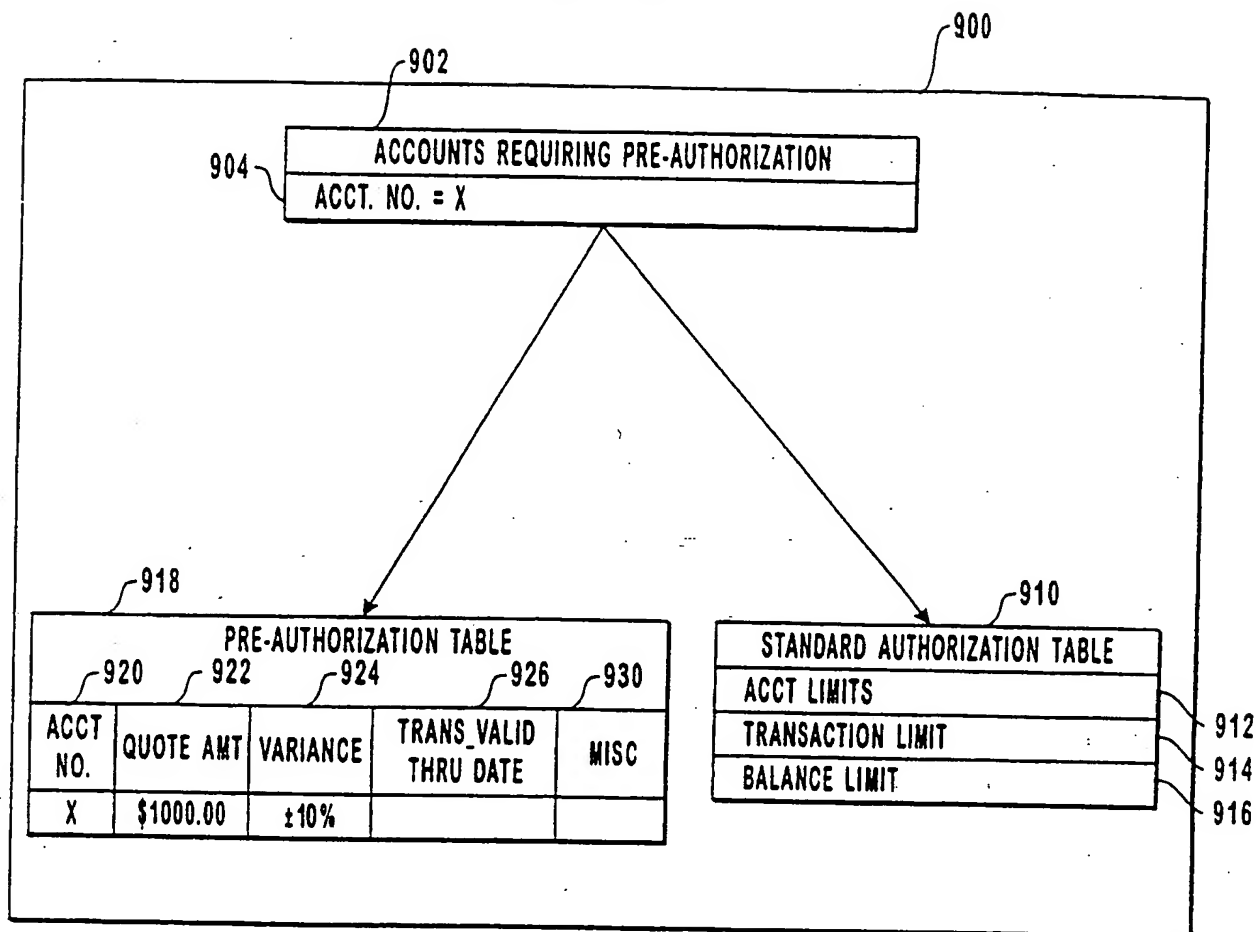 900
902
ACCOUNTS REQUIRING PRE-AUTHORIZATION
904
ACCT. NO. = X
918
PRE-AUTHORIZATION TABLE
920 922 924 926 930
ACCT NO. QUOTE AMT VARIANCE TRANS_VALID THRU DATE MISC
X $1000.00 ±10%
910
STANDARD AUTHORIZATION TABLE
ACCT LIMITS
912
TRANSACTION LIMIT
914
BALANCE LIMIT
916